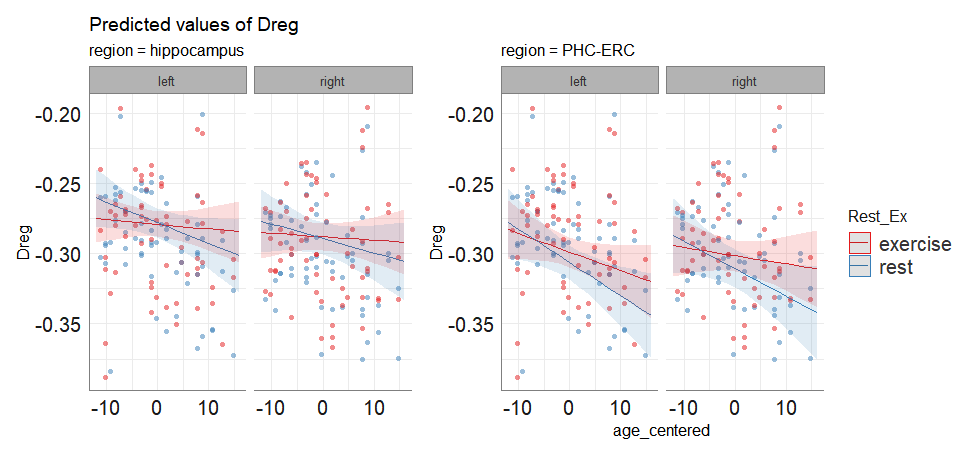 Predicted values of Dreg
region = hippocampus
region = PHC-ERC
left
right
left
right
-0.20
-0.25
-0.30
-0.35
Dreg
-0.20
-0.25
-0.30
-0.35
Dreg
-10 0 10
-10 0 10
-10 0 10
-10 0 10
age_centered
Rest_Ex
exercise
rest